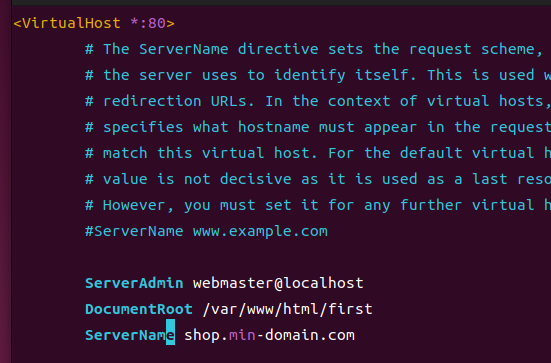 <VirtualHost *:80>
# The ServerName directive sets the request scheme,
# the server uses to identify itself. This is used
# redirection URLs. In the context of virtual hosts,
# specifies what hostname must appear in the request
# match this virtual host. For the default virtual
# value is not decisive as it is used as a last
# However, you must set it for any further virtual
#ServerName www.example.com
ServerAdmin webmaster@localhost
DocumentRoot /var/www/html/first
ServerName shop.min-domain.com